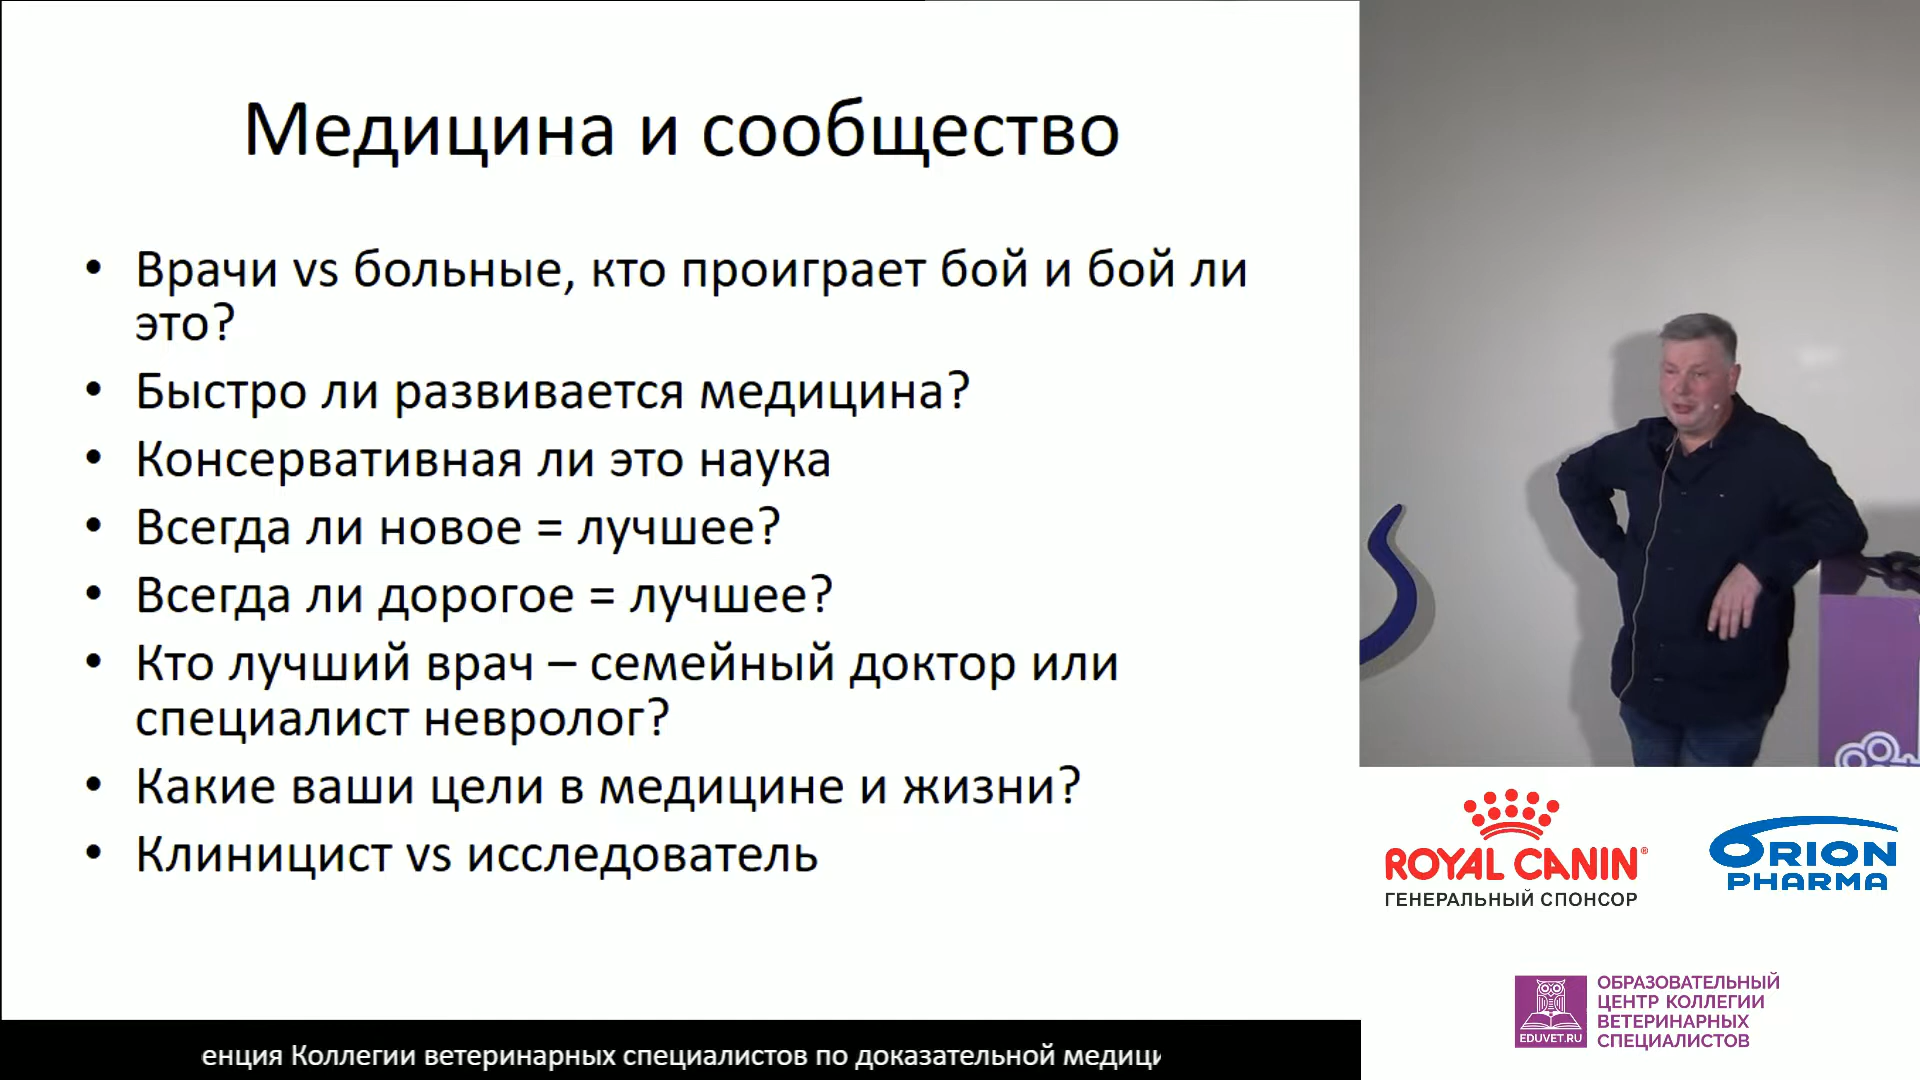 Медицина и сообщество
• Врачи vs больные, кто проиграет бой и бой ли
это?
• Быстро ли развивается медицина?
• Консервативная ли это наука
• Всегда ли новое = лучшее?
• Всегда ли дорогое = лучшее?
• Кто лучший врач – семейный доктор или
специалист невролог?
• Какие ваши цели в медицине и жизни?
• Клиницист vs исследователь
ROYAL CANIN®
ГЕНЕРАЛЬНЫЙ СПОНСОР
ORION
PHARMA
EDUVET.RU
ОБРАЗОВАТЕЛЬНЫЙ
ЦЕНТР КОЛЛЕГИИ
ВЕТЕРИНАРНЫХ
СПЕЦИАЛИСТОВ
енция Коллегии ветеринарных специалистов по доказательной медици